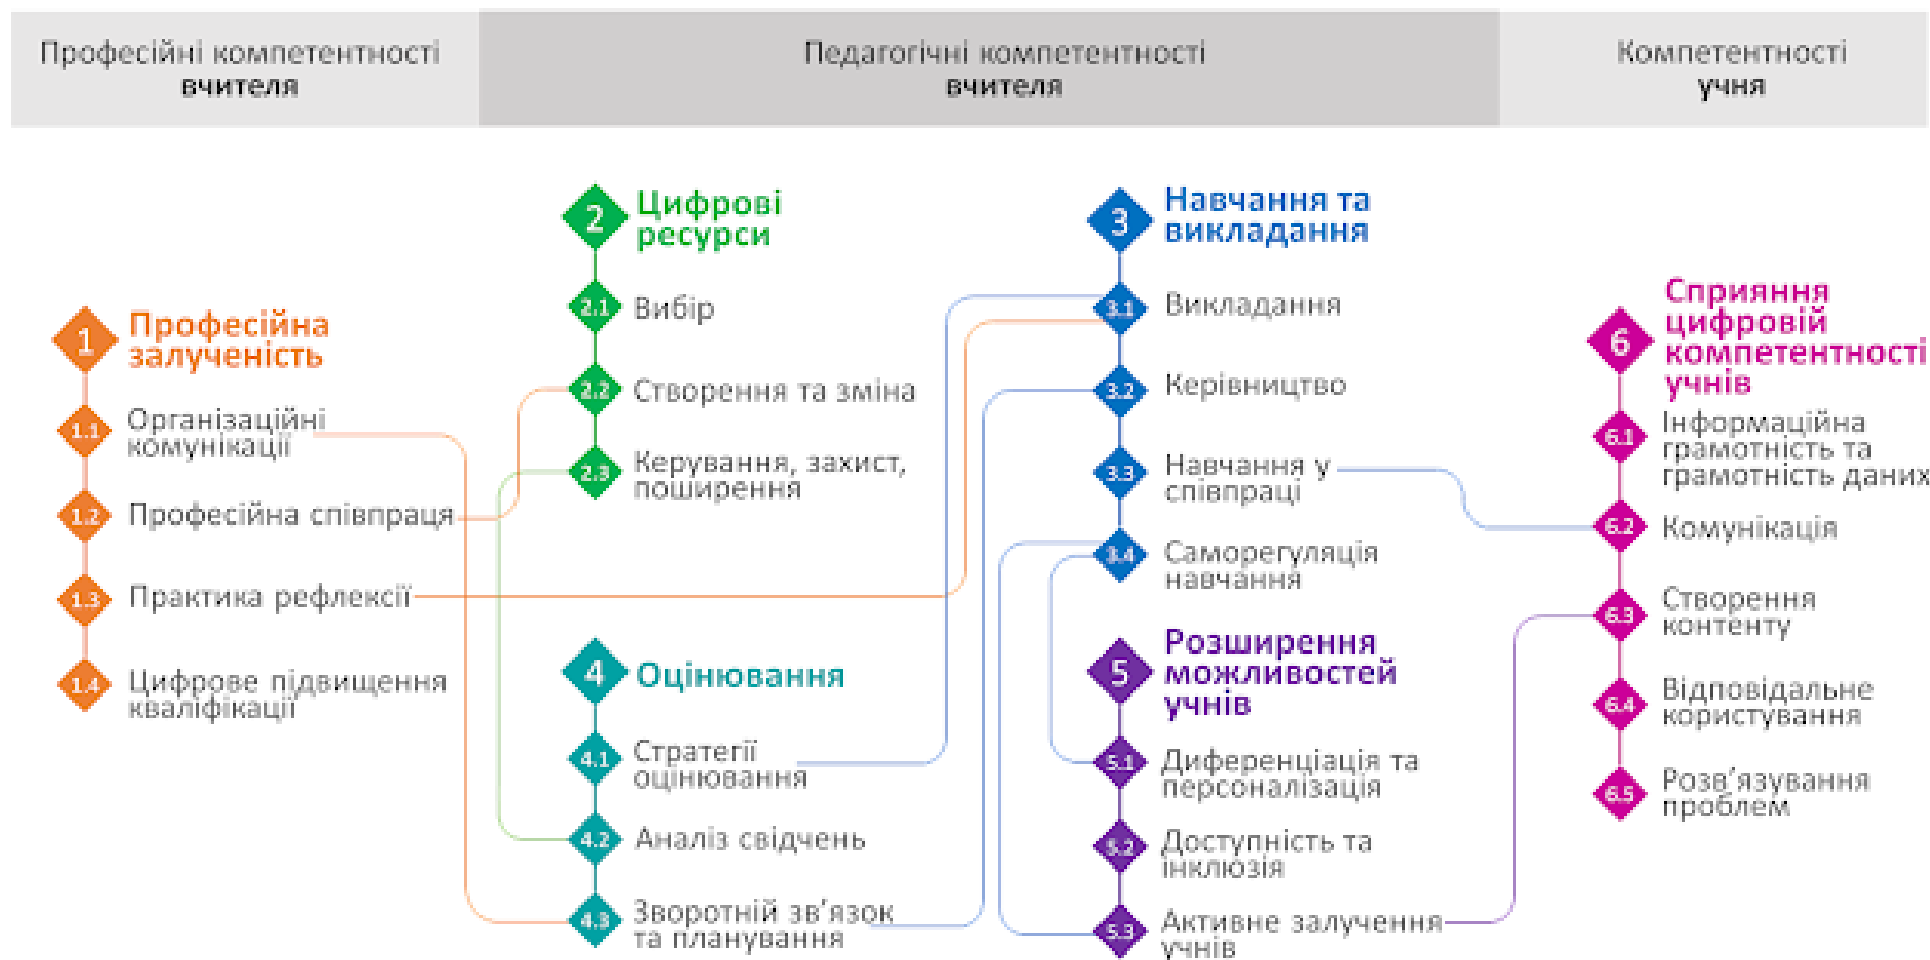 Професійні компетентності
вчителя
Педагогічні компетентності
вчителя
Компетентності
учня
1
Професійна
залученість
1.1
Організаційні
комунікації
1.2
Професійна співпраця
1.3
Практика рефлексії
1.4
Цифрове підвищення
кваліфікації
2
Цифрові
ресурси
2.1
Вибір
2.2
Створення та зміна
2.3
Керування, захист,
поширення
3
Навчання та
викладання
3.1
Викладання
3.2
Керівництво
3.3
Навчання у
співпраці
3.4
Саморегуляція
навчання
4
Оцінювання
4.1
Стратегії
оцінювання
4.2
Аналіз свідчень
4.3
Зворотній зв'язок
та планування
5
Розширення
можливостей
учнів
5.1
Диференціація та
персоналізація
5.2
Доступність та
інклюзія
5.3
Активне залучення
учнів
6
Сприяння
цифровій
компетентності
учнів
6.1
Інформаційна
грамотність та
грамотність даних
6.2
Комунікація
6.3
Створення
контенту
6.4
Відповідальне
користування
6.5
Розв'язування
проблем